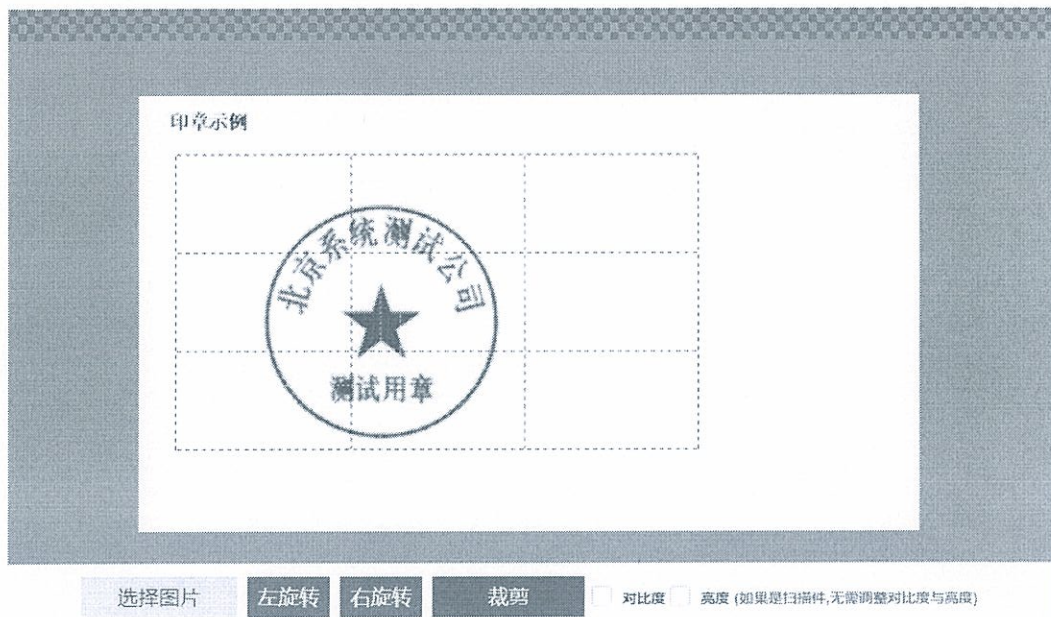 印章示例
北京系统测试公司
测试用章
选择图片 左旋转 右旋转 裁剪 对比度 亮度 (如果是扫描件,无需调整对比度与高度)